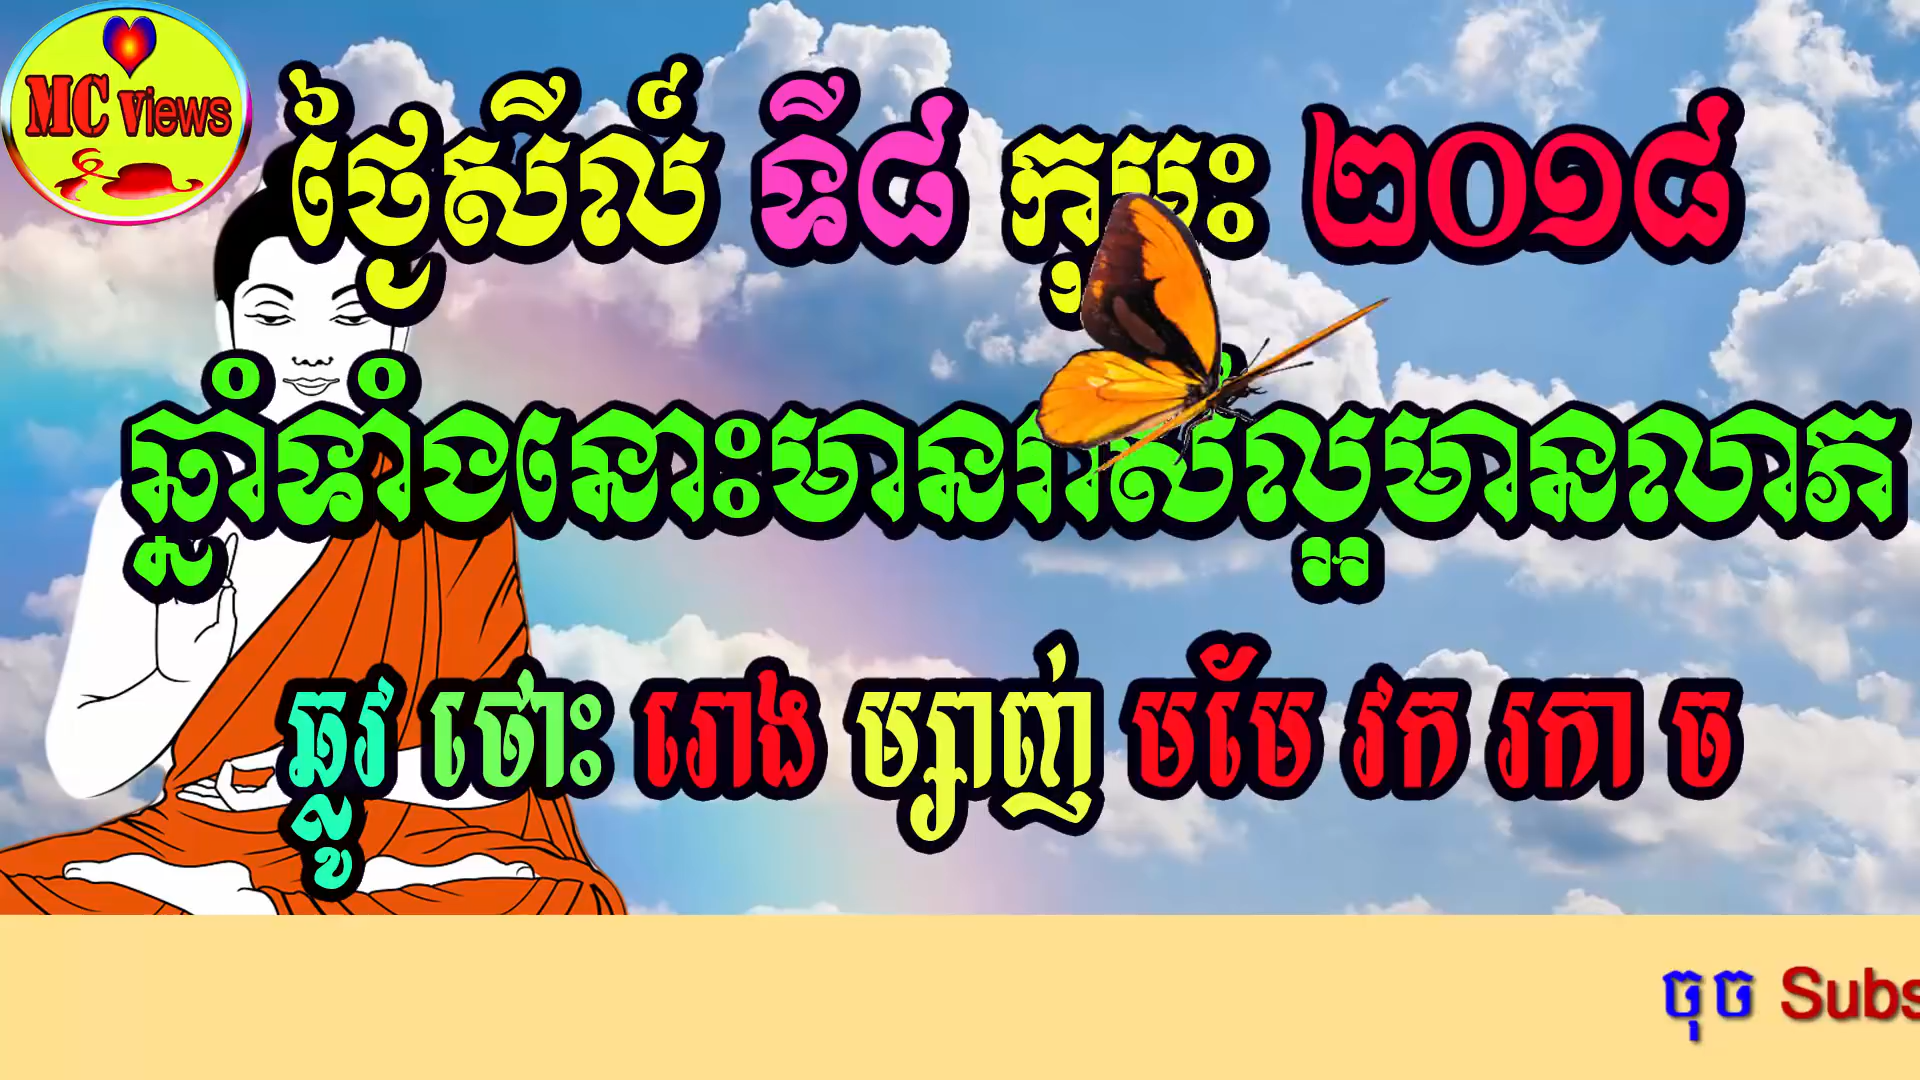 MC Views
ថ្ងៃសីល៍ ទី៨ កុម្ភះ ២០១៨
ឆ្នាំទាំងនោះមានរាសីល្អមានលាភ
ឆ្លូវ ថោះ រោង ម្សាញ់ មមែ វក រកា ច
ចុច Subs